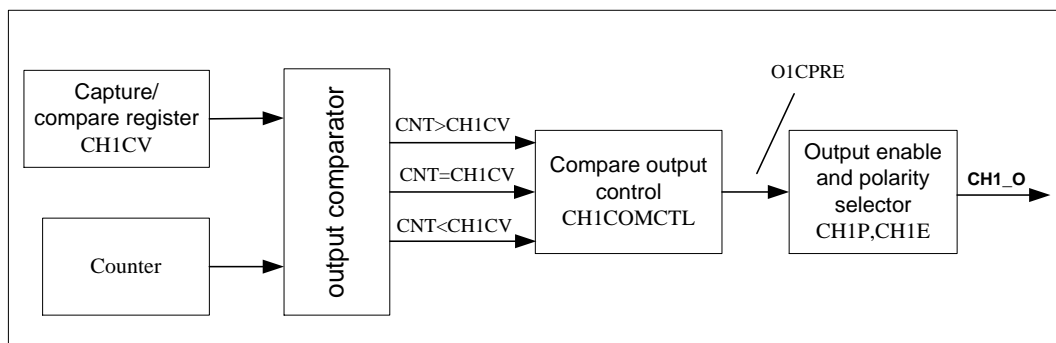 Capture/
compare register
CH1CV
Counter
output comparator
CNT>CH1CV
CNT=CH1CV
CNT<CH1CV
Compare output
control
CH1COMCTL
O1CPRE
Output enable
and polarity
selector
CH1P,CH1E
CH1_O